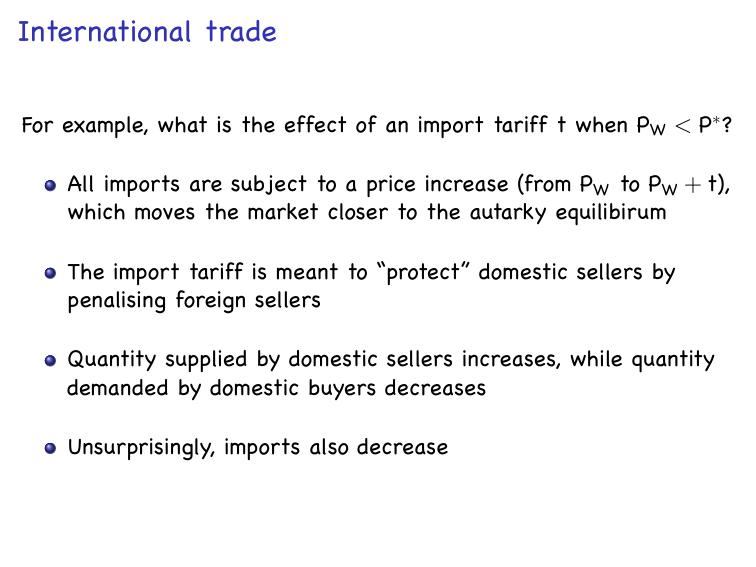 International trade
For example, what is the effect of an import tariff t when P_W < P*?
All imports are subject to a price increase (from P_W to P_W + t),
which moves the market closer to the autarky equilibirum
The import tariff is meant to “protect” domestic sellers by
penalising foreign sellers
Quantity supplied by domestic sellers increases, while quantity
demanded by domestic buyers decreases
Unsurprisingly, imports also decrease